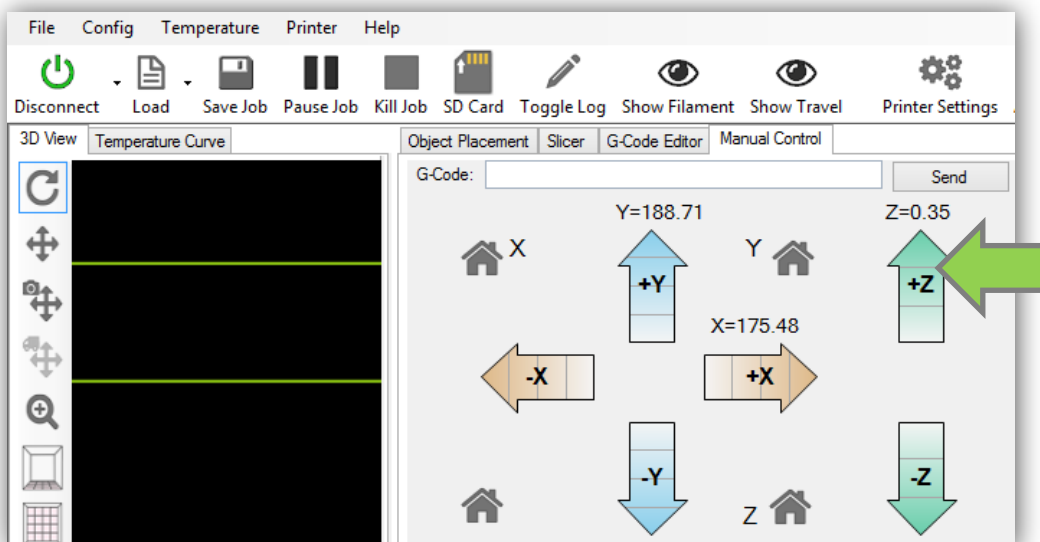 File Config Temperature Printer Help
Disconnect Load Save Job Pause Job Kill Job SD Card Toggle Log Show Filament Show Travel Printer Settings
3D View Temperature Curve Object Placement Slicer G-Code Editor Manual Control
G-Code: Send
Y=188.71 Z=0.35
X Y
+Y +Z
X=175.48
-X +X
-Y -Z
Z